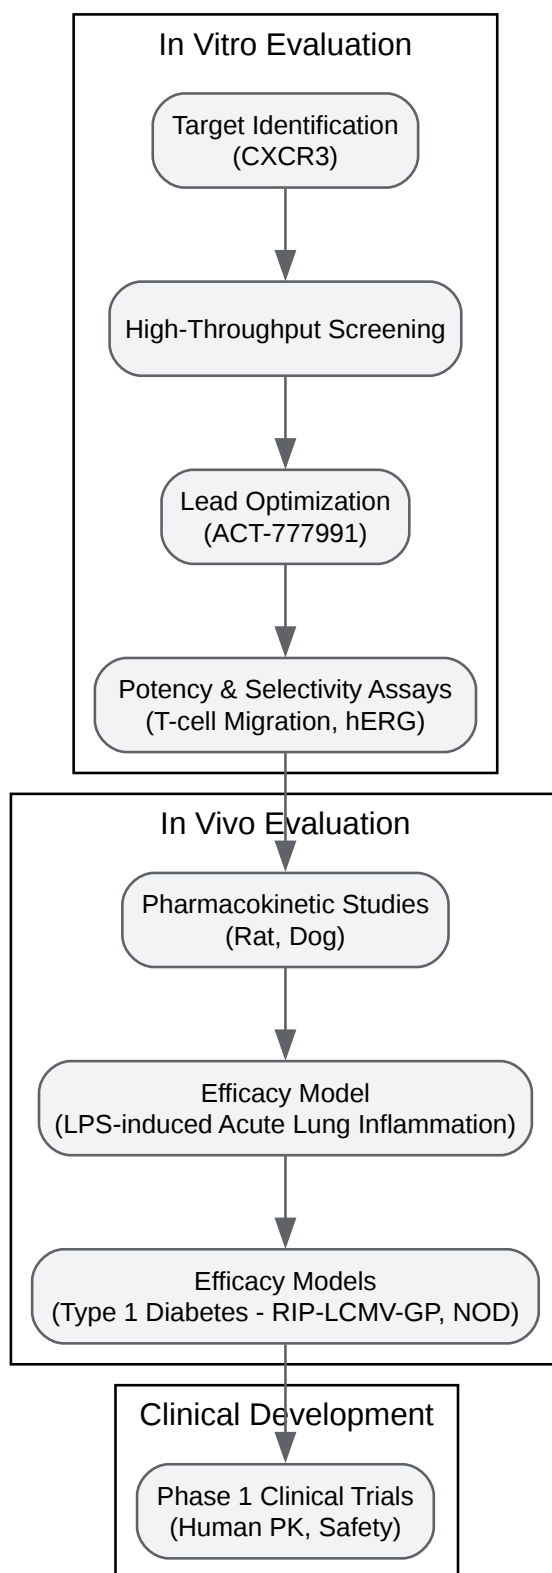 In Vitro Evaluation
Target Identification
(CXCR3)
High-Throughput Screening
Lead Optimization
(ACT-777991)
Potency & Selectivity Assays
(T-cell Migration, hERG)
In Vivo Evaluation
Pharmacokinetic Studies
(Rat, Dog)
Efficacy Model
(LPS-induced Acute Lung Inflammation)
Efficacy Models
(Type 1 Diabetes - RIP-LCMV-GP, NOD)
Clinical Development
Phase 1 Clinical Trials
(Human PK, Safety)